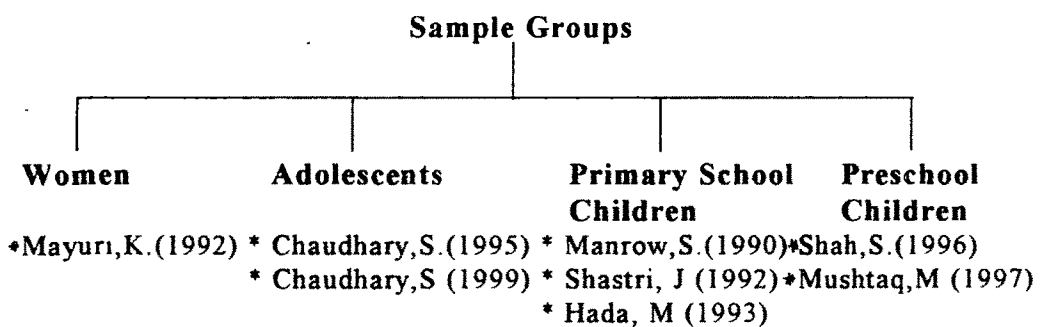 Sample Groups
Women Adolescents Primary School Preschool
Children Children
*Mayuri,K.(1992) * Chaudhary,S.(1995) * Manrow,S.(1990)*Shah,S.(1996)
* Chaudhary,S (1999) * Shastri, J (1992)*Mushtaq,M (1997)
* Hada, M (1993)